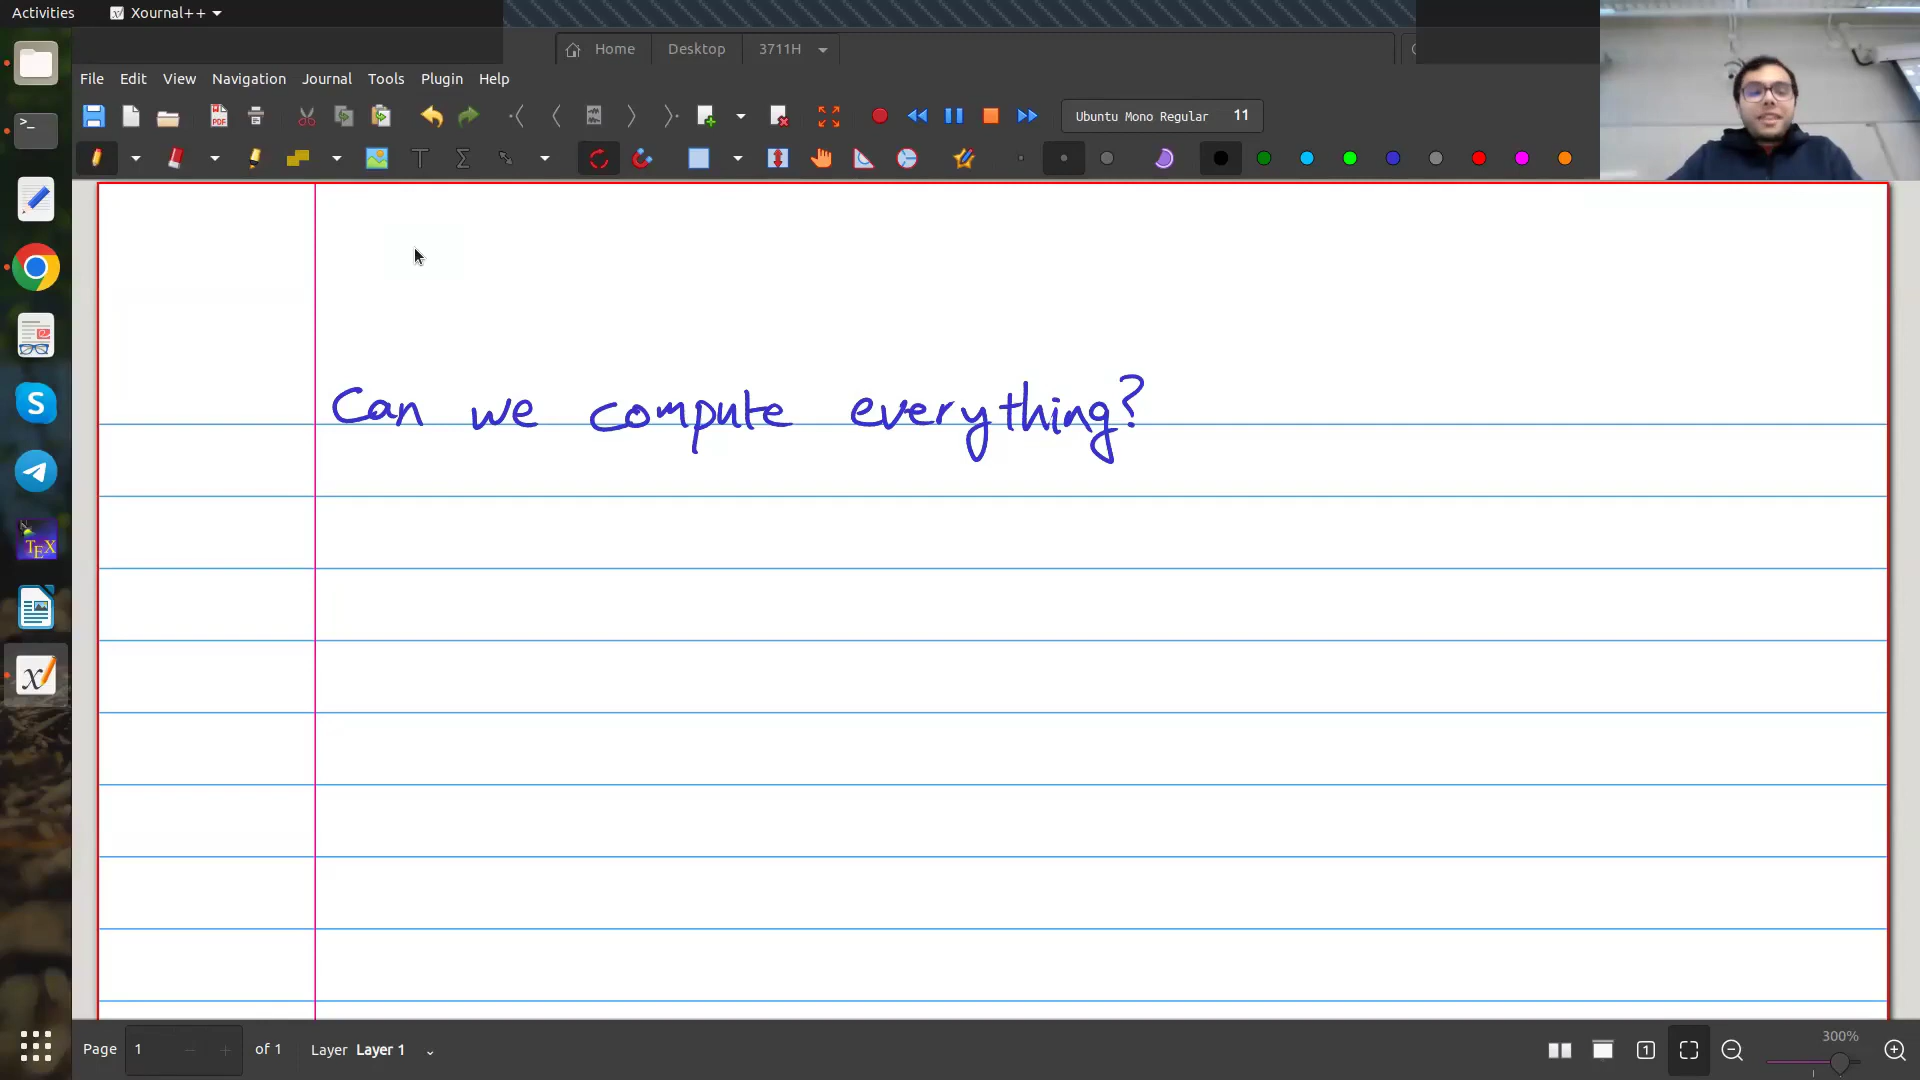 Activities Xournal++
Home Desktop 3711H
File Edit View Navigation Journal Tools Plugin Help
Ubuntu Mono Regular 11
Can we compute everything?
Page 1 of 1 Layer Layer 1
300%